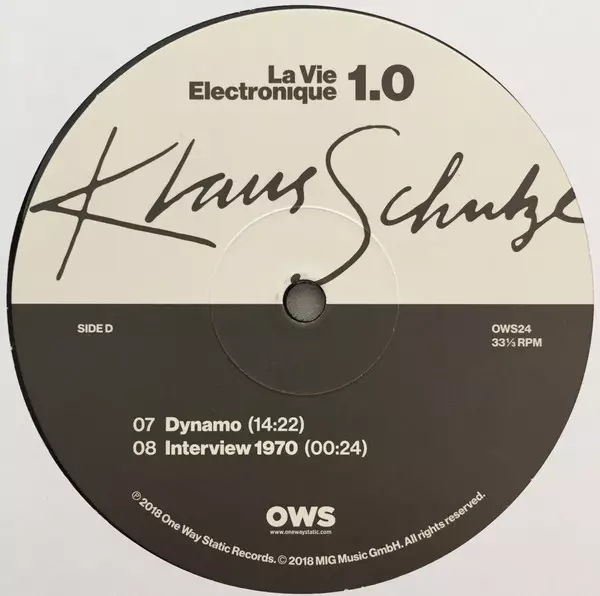 La Vie
Electronique 1.0
Klaus Schulze
SIDE D
OWS24
33⅓ RPM
07 Dynamo (14:22)
08 Interview 1970 (00:24)
OWS
www.onewaystatic.com
℗ 2018 One Way Static Records. © 2018 MIG Music GmbH. All rights reserved.